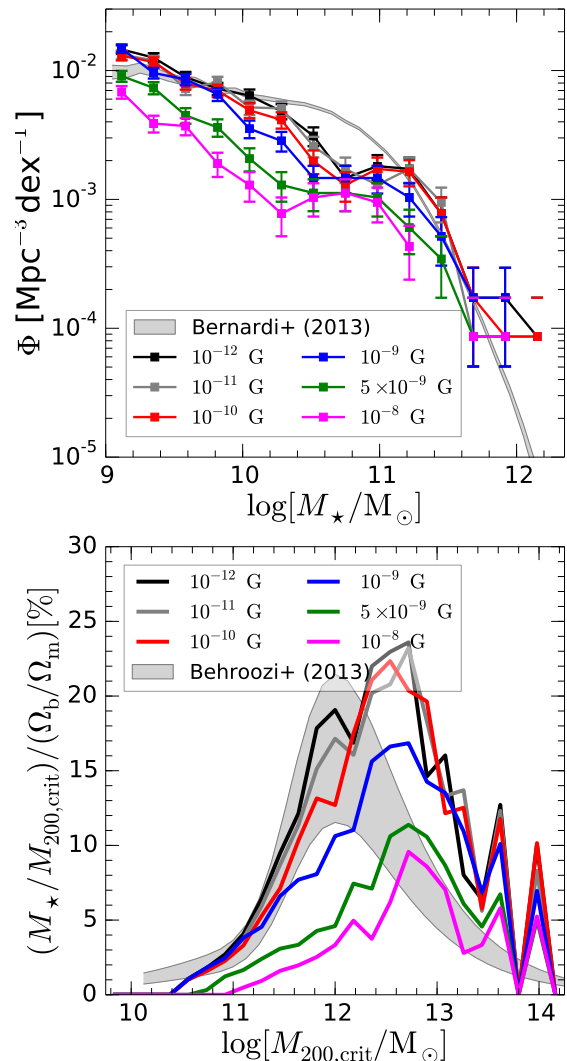 10⁻²
10⁻³
10⁻⁴
10⁻⁵
Φ [Mpc⁻³ dex⁻¹]
Bernardi+ (2013)
10⁻¹² G
10⁻⁹ G
10⁻¹¹ G
5×10⁻⁹ G
10⁻¹⁰ G
10⁻⁸ G
9 10 11 12
log[M⋆/M⊙]
30
25
20
15
10
5
0
(M⋆/M200,crit)/(Ωb/Ωm)[%]
10⁻¹² G
10⁻⁹ G
10⁻¹¹ G
5×10⁻⁹ G
10⁻¹⁰ G
10⁻⁸ G
Behroozi+ (2013)
10 11 12 13 14
log[M200,crit/M⊙]